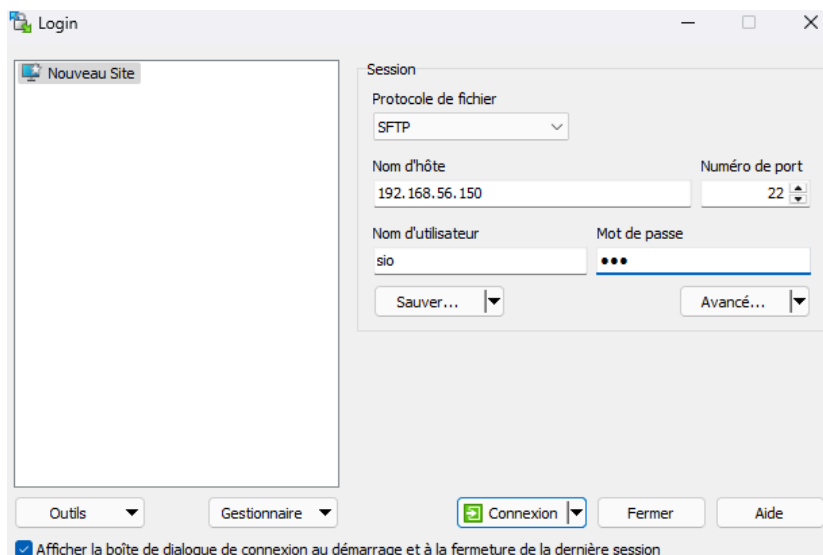 Login
Nouveau Site
Session
Protocole de fichier
SFTP
Nom d'hôte
Numéro de port
192.168.56.150
22
Nom d'utilisateur
Mot de passe
sio
•••
Sauver...
Avancé...
Outils
Gestionnaire
Connexion
Fermer
Aide
Afficher la boîte de dialogue de connexion au démarrage et à la fermeture de la dernière session